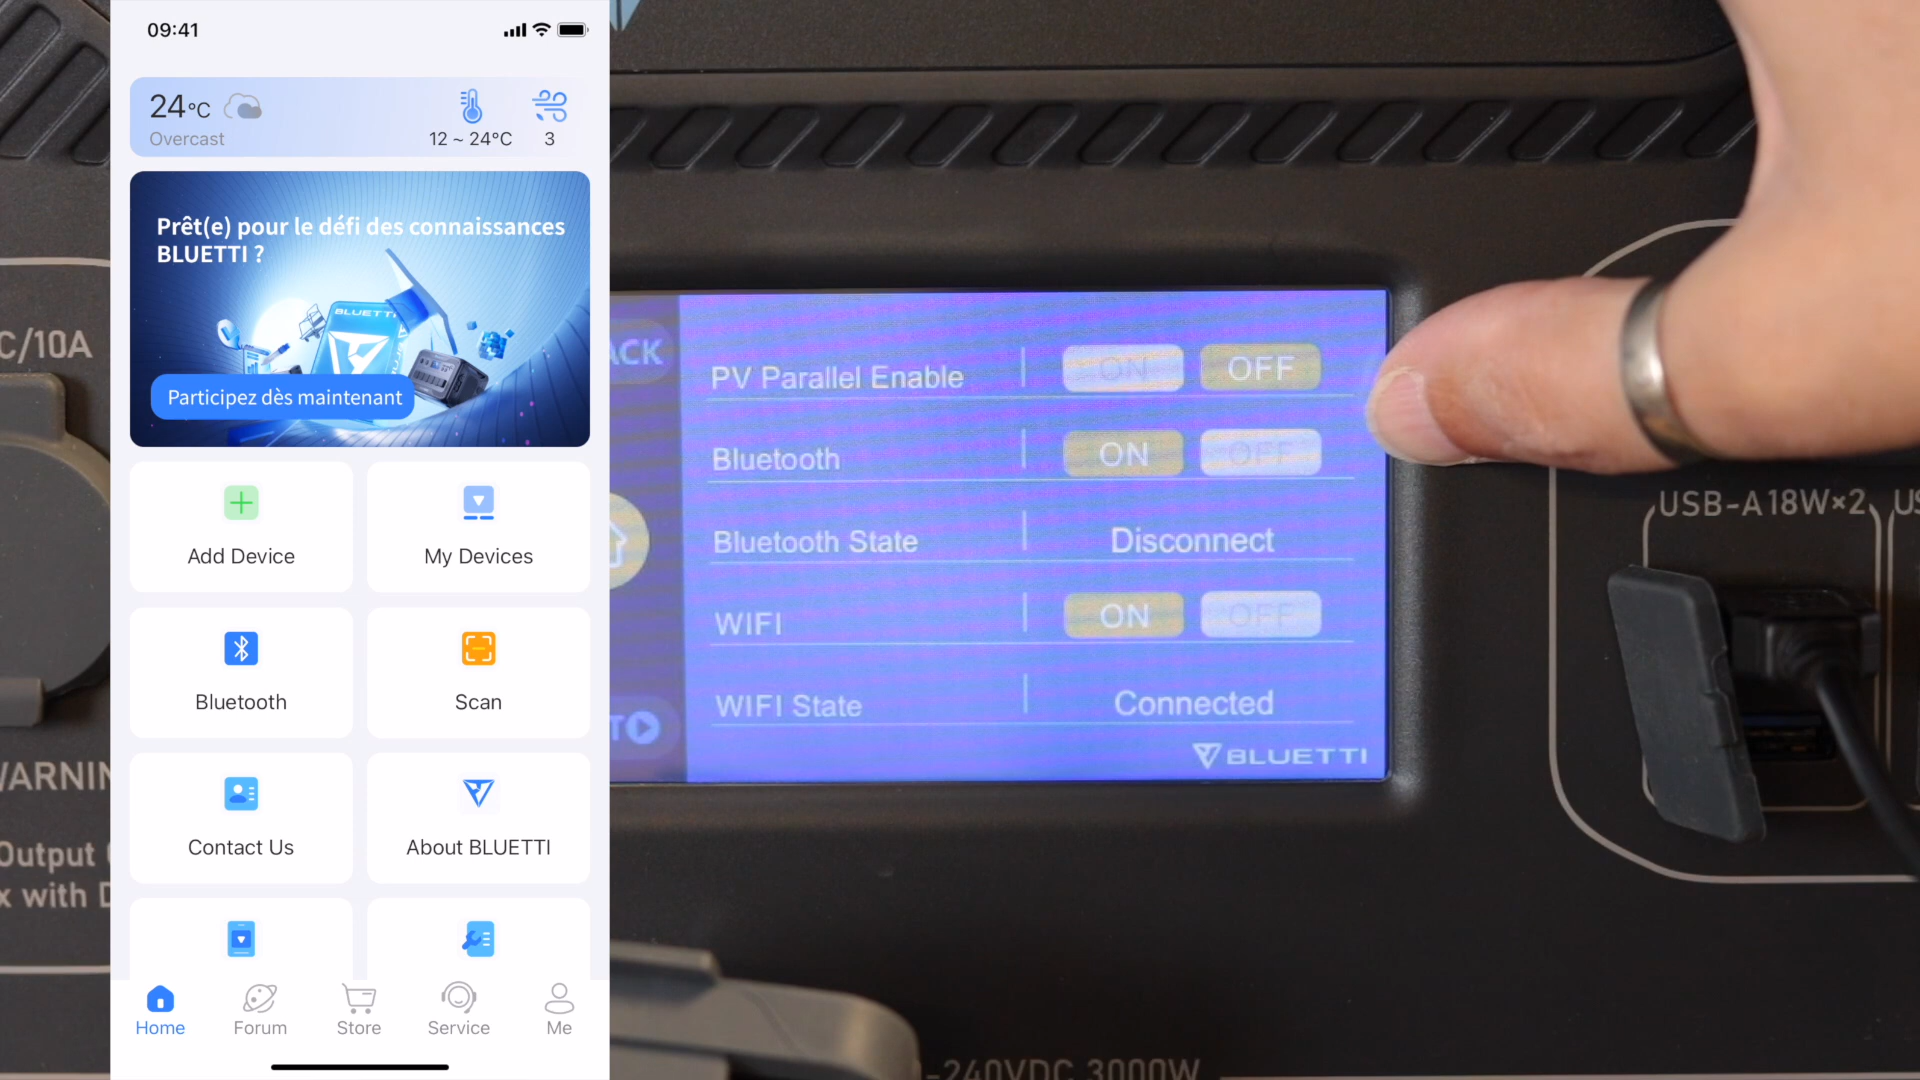 09:41
24°C
Overcast
12 ~ 24°C
3
Prêt(e) pour le défi des connaissances
BLUETTI ?
BLUETTI
Participez dès maintenant
Add Device
My Devices
Bluetooth
Scan
Contact Us
About BLUETTI
Home
Forum
Store
Service
Me
C/10A
PV Parallel Enable
ON
OFF
Bluetooth
ON
OFF
Bluetooth State
Disconnect
WIFI
ON
OFF
WIFI State
Connected
BLUETTI
USB-A 18W×2
-240VDC 3000W
Output
x with